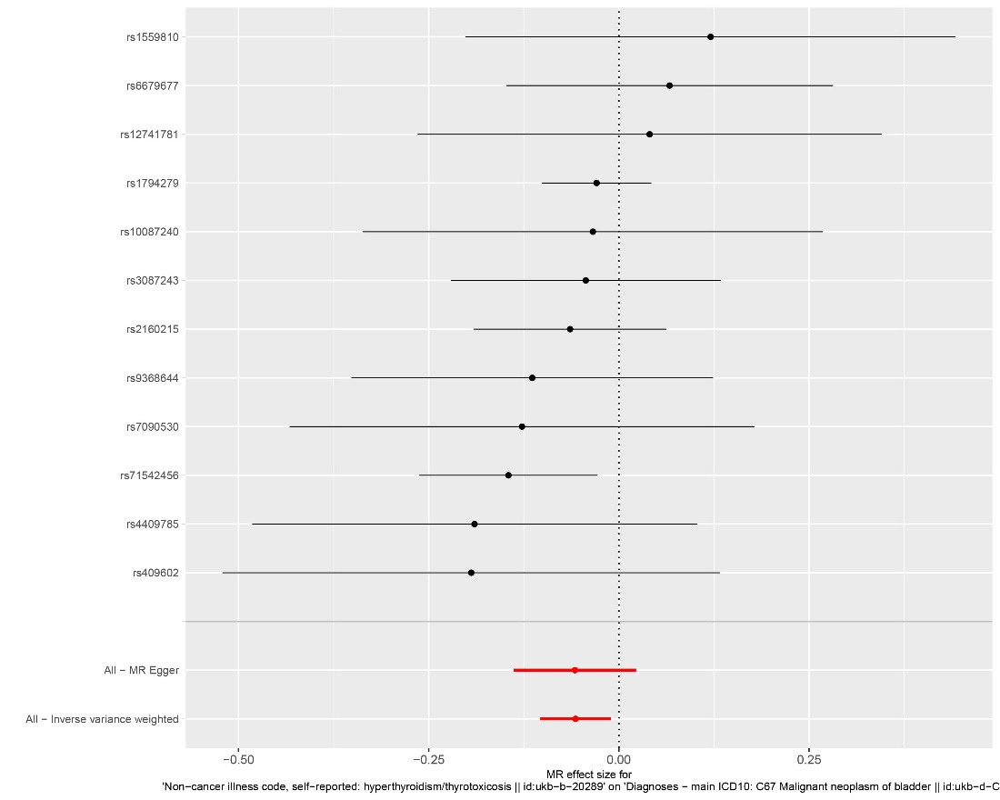 rs1559810
rs6679677
rs12741781
rs1794279
rs10087240
rs3087243
rs2160215
rs9368644
rs7090530
rs71542456
rs4409785
rs409602
All − MR Egger
All − Inverse variance weighted
−0.50 −0.25 0.00 0.25
MR effect size for
'Non−cancer illness code, self−reported: hyperthyroidism/thyrotoxicosis || id:ukb−b−20289' on 'Diagnoses − main ICD10: C67 Malignant neoplasm of bladder || id:ukb−d−C